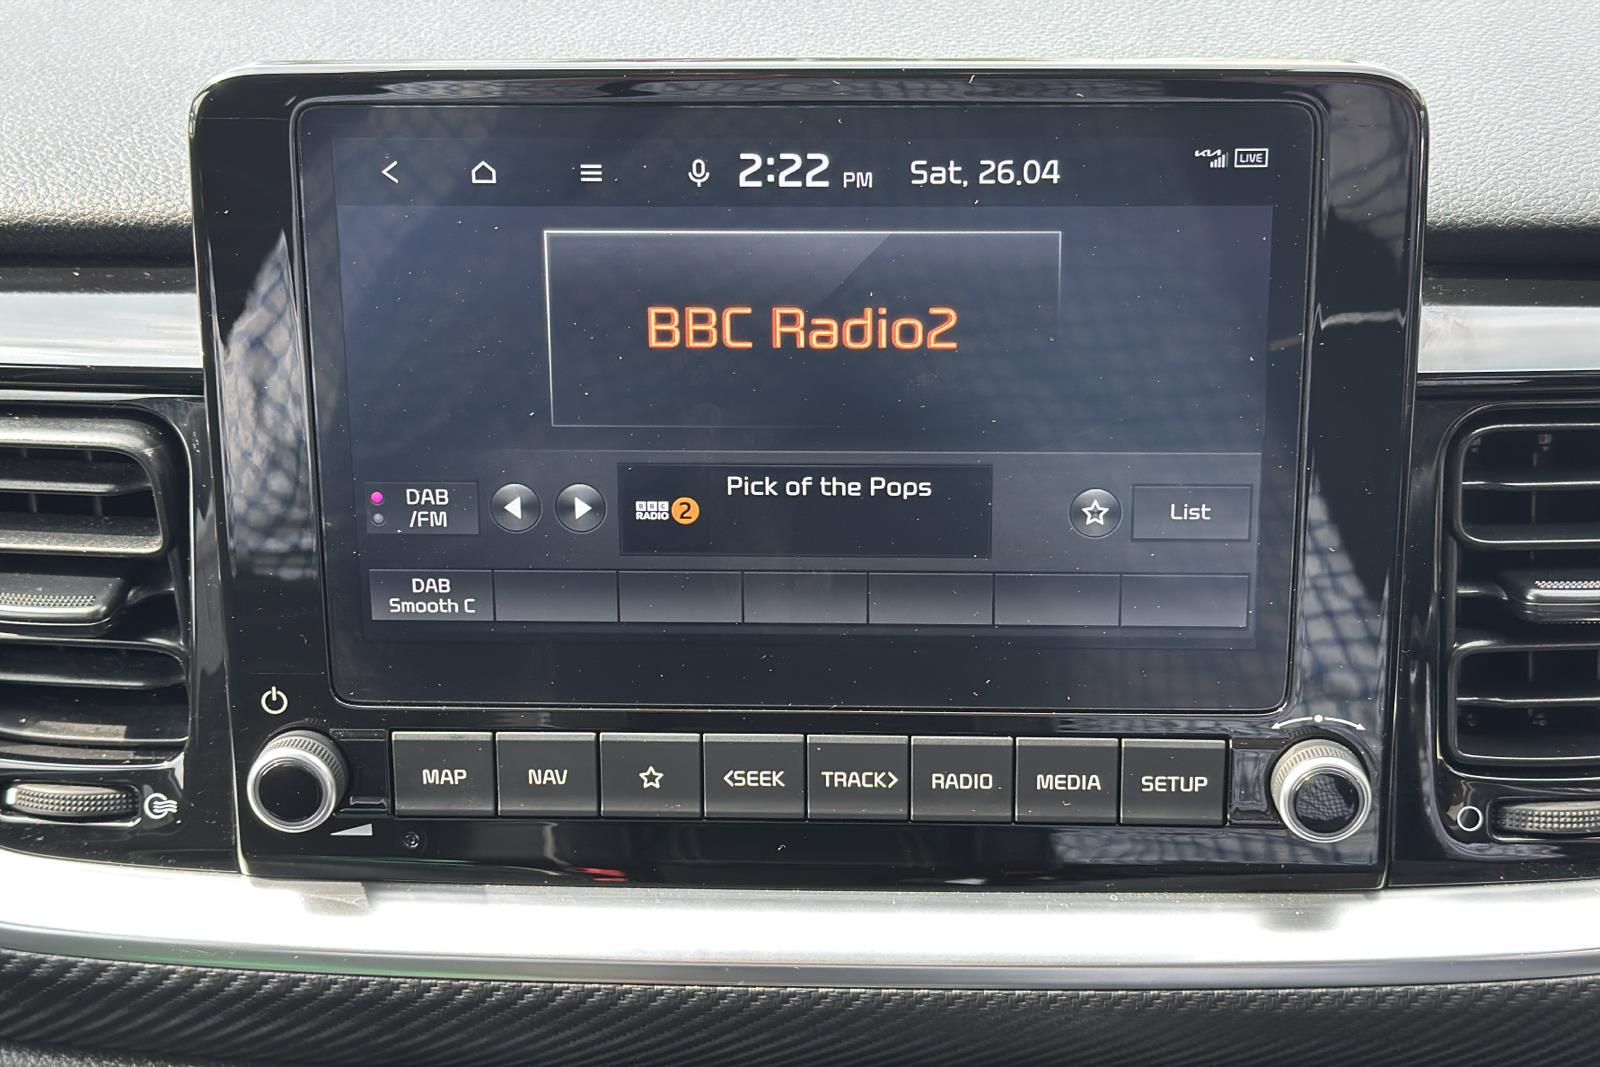 2:22 PM Sat, 26.04
KIA LIVE
BBC Radio2
DAB
/FM
BBC
RADIO 2
Pick of the Pops
List
DAB
Smooth C
MAP NAV <SEEK TRACK> RADIO MEDIA SETUP